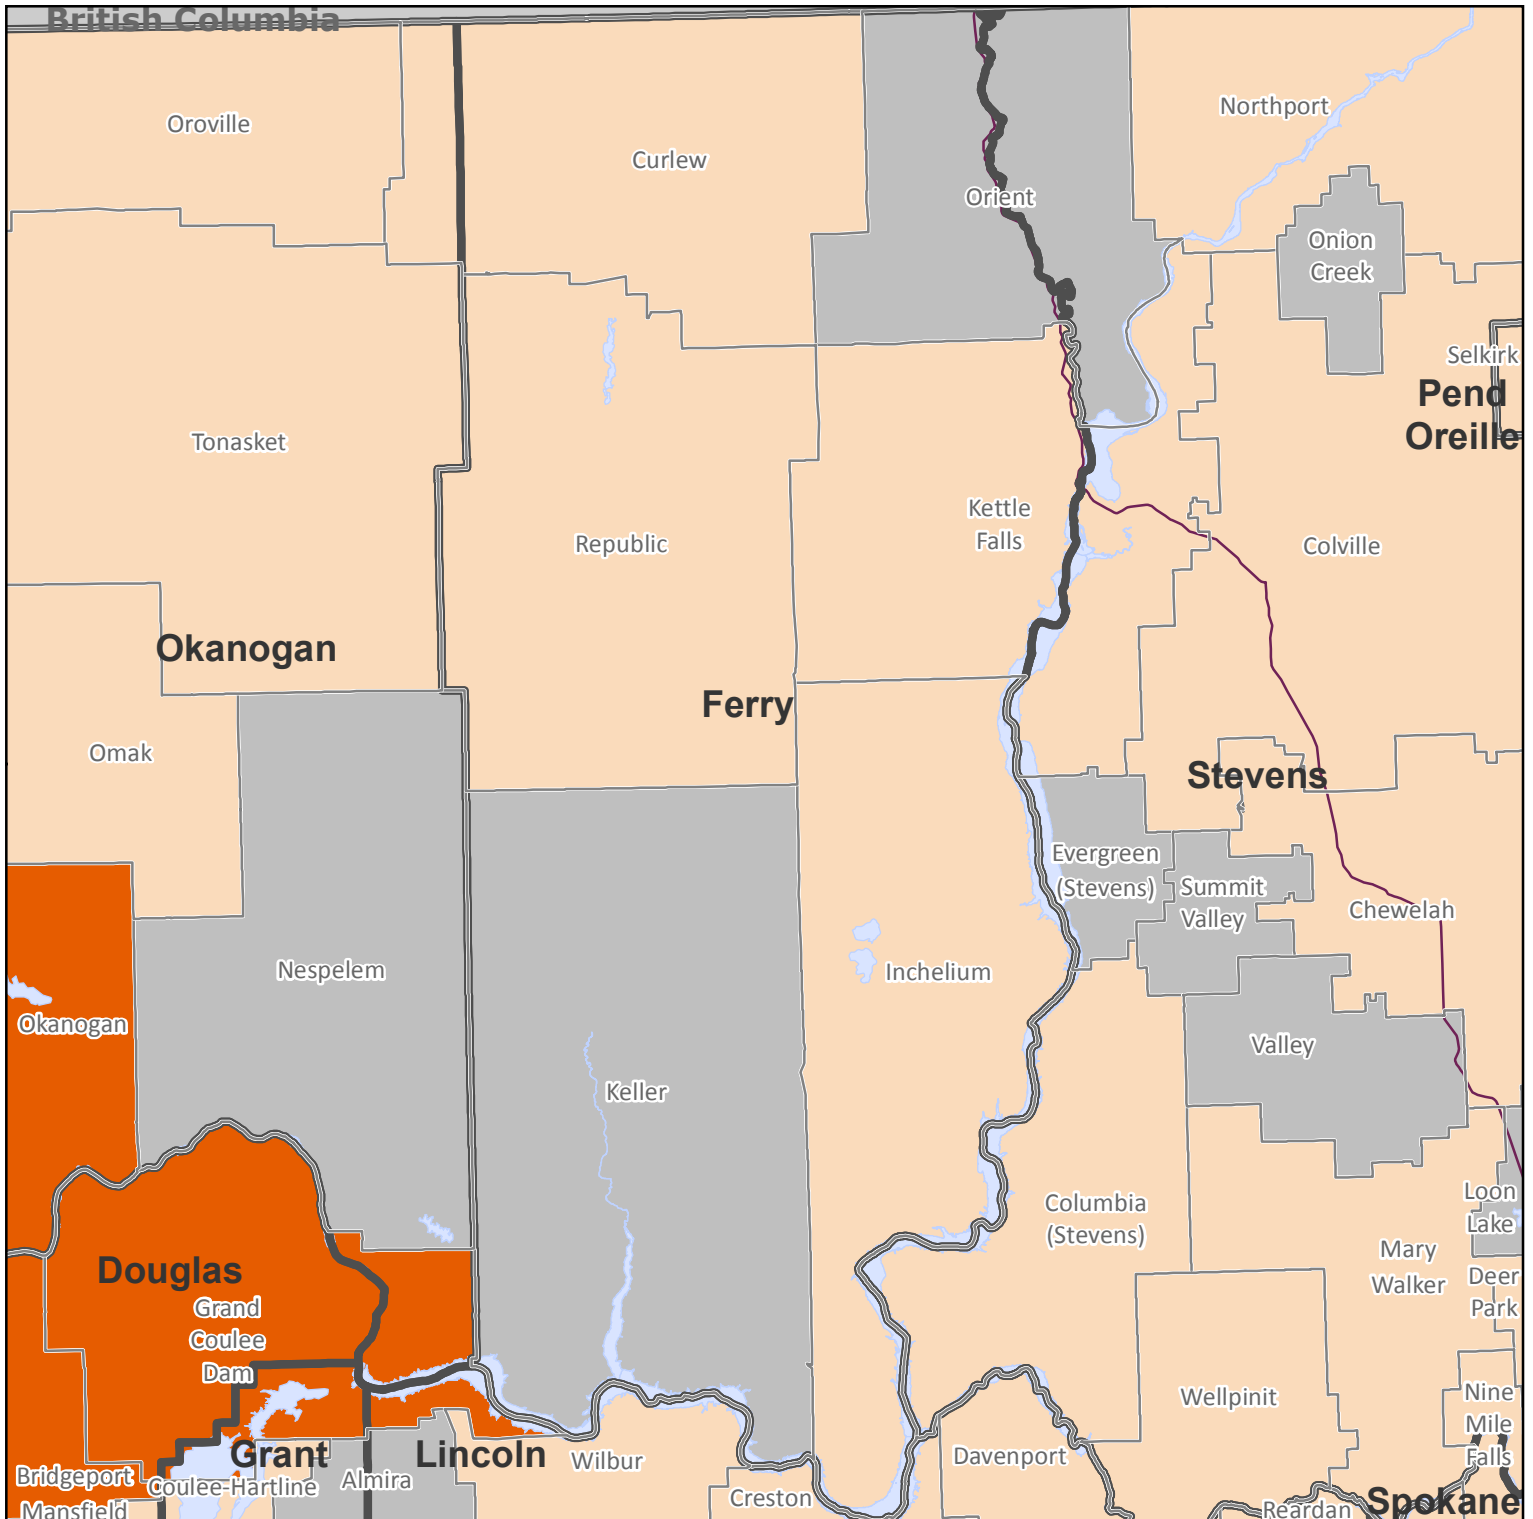 British Columbia
Northport
Oroville
Curlew
Orient
Onion
Creek
Selkirk
Pend
Oreille
Tonasket
Kettle
Falls
Republic
Colville
Okanogan
Ferry
Omak
Stevens
Evergreen
(Stevens)
Summit
Valley
Chewelah
Nespelem
Inchelium
Okanogan
Valley
Keller
Columbia
(Stevens)
Loon
Lake
Mary
Walker
Deer
Park
Douglas
Grand
Coulee
Dam
Wellpinit
Nine
Mile
Falls
Grant
Lincoln
Wilbur
Davenport
Bridgeport
Coulee-Hartline
Almira
Creston
Mansfield
Reardan
Spokane